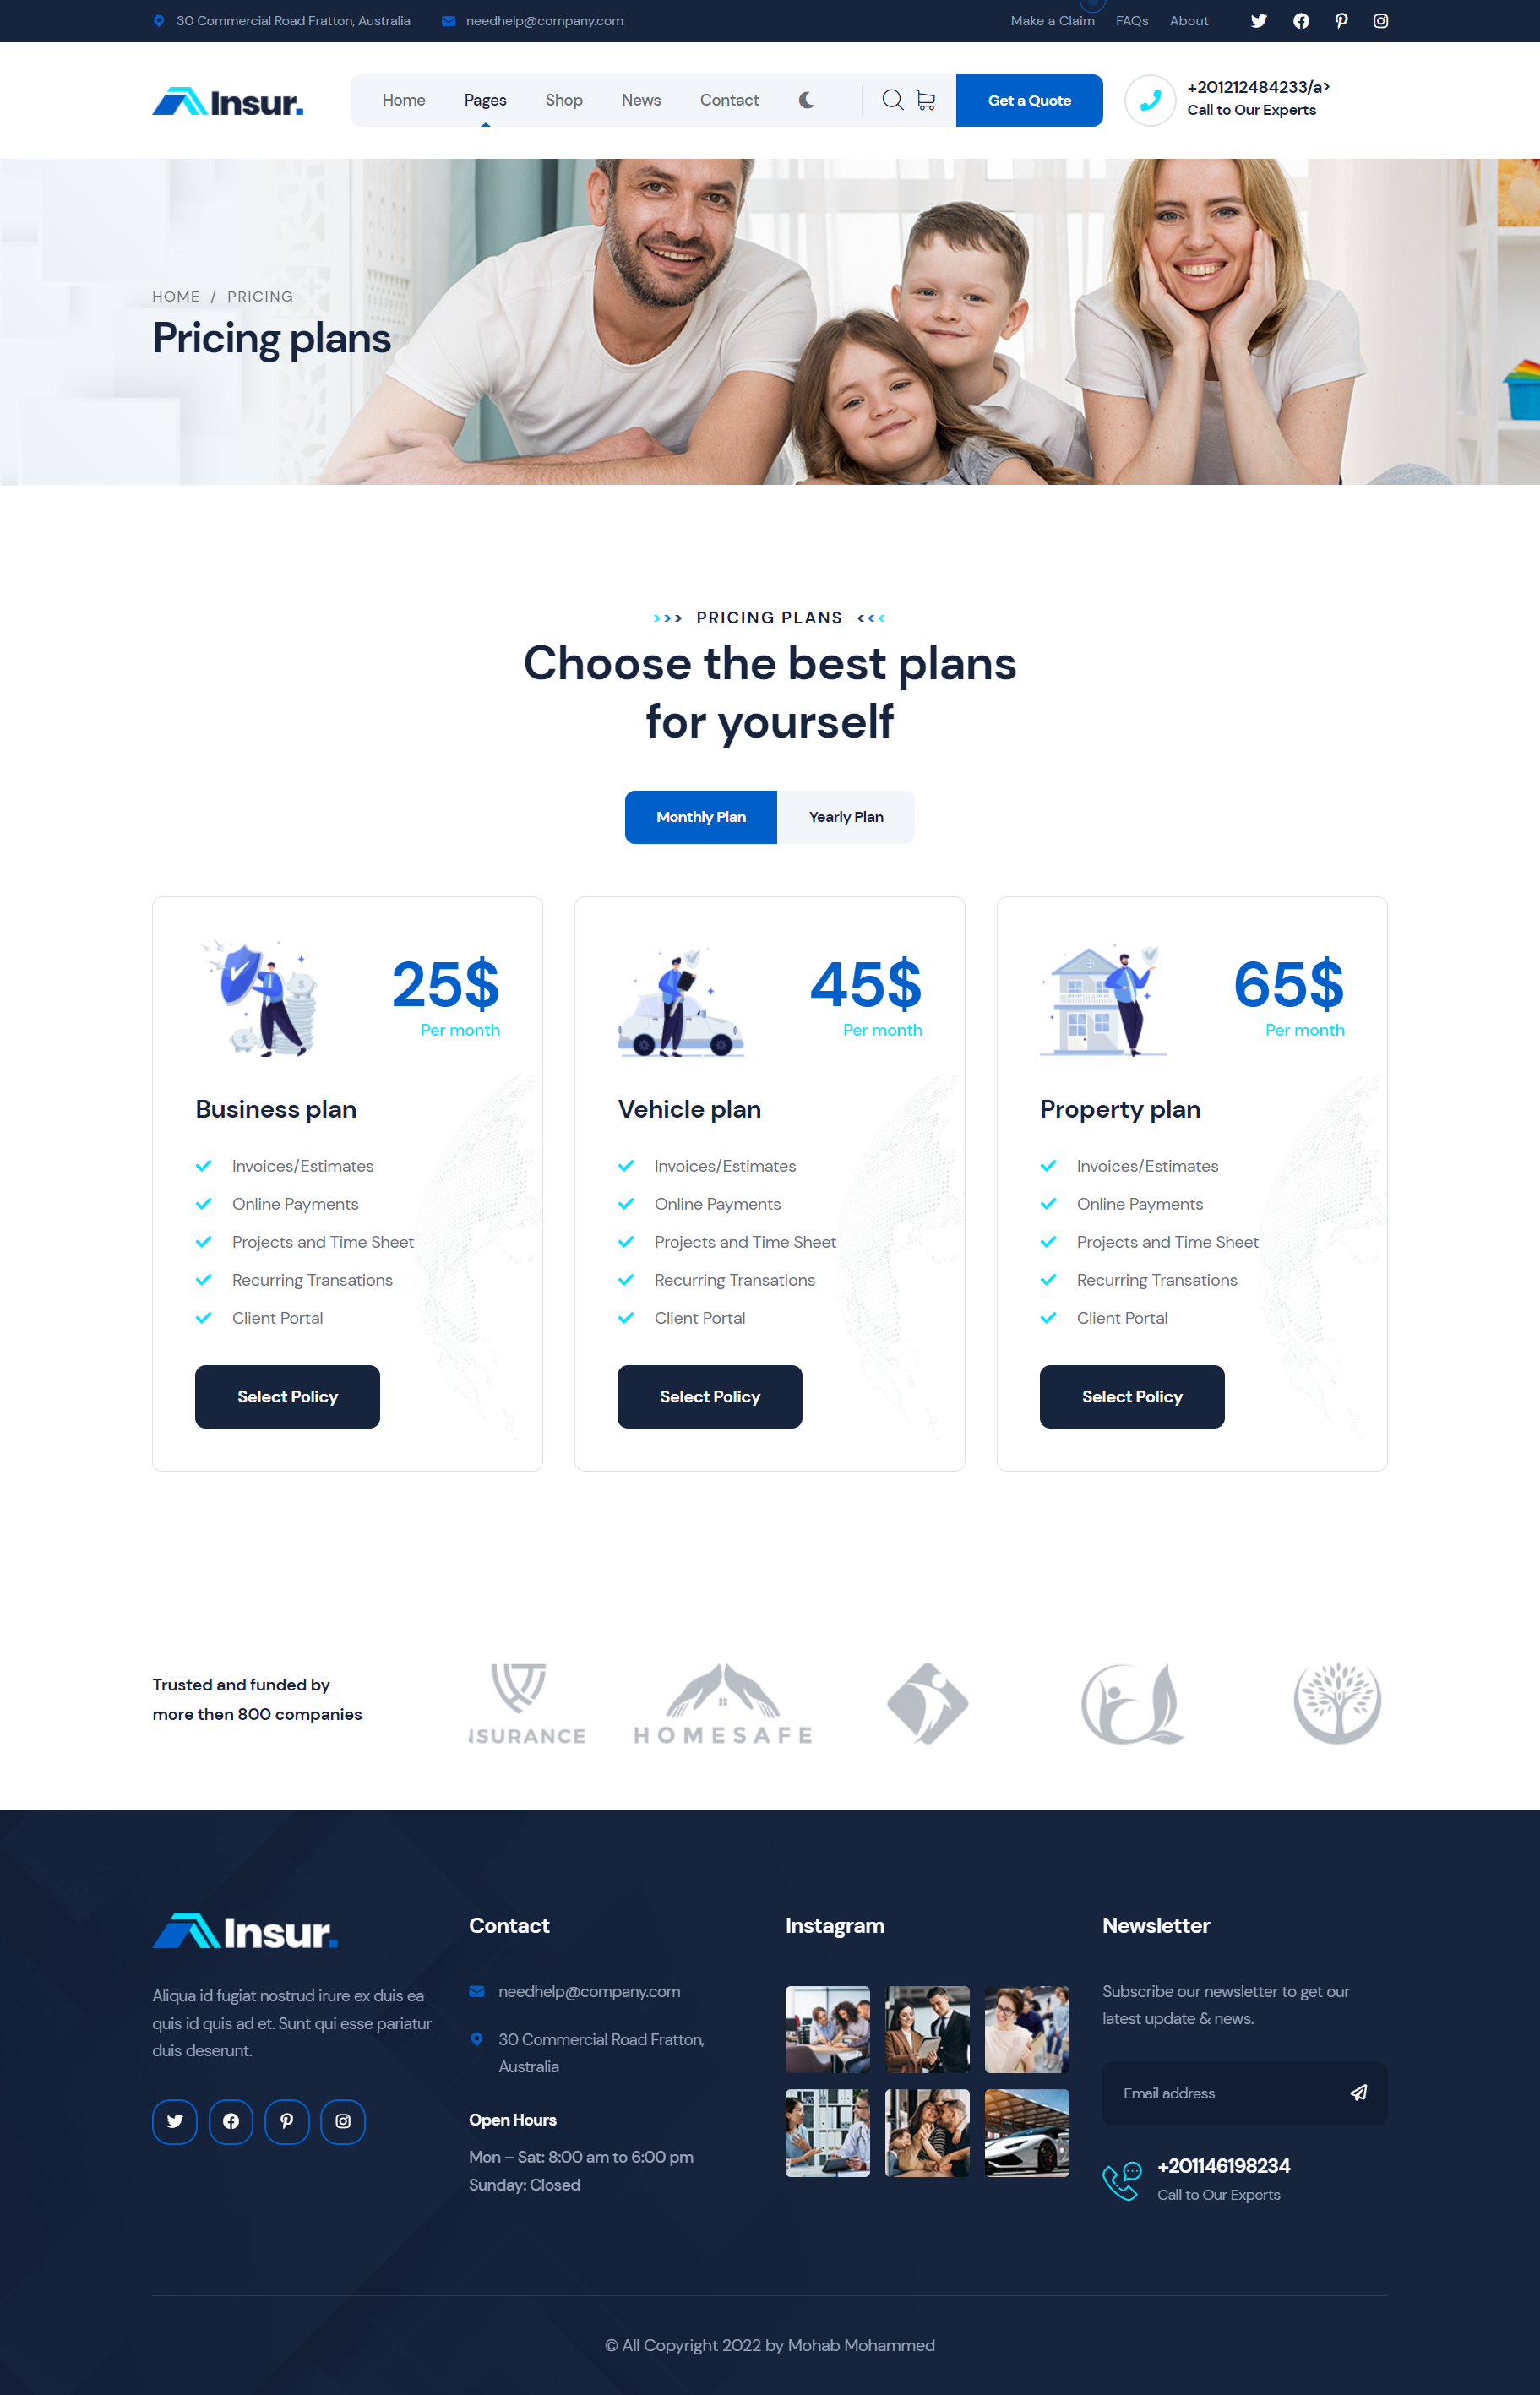 30 Commercial Road Fratton, Australia
needhelp@company.com
Make a Claim
FAQs
About
Insur.
Home
Pages
Shop
News
Contact
Get a Quote
+201212484233/a>
Call to Our Experts
HOME / PRICING
Pricing plans
>>> PRICING PLANS <<<
Choose the best plans
for yourself
Monthly Plan
Yearly Plan
25$
Per month
Business plan
Invoices/Estimates
Online Payments
Projects and Time Sheet
Recurring Transations
Client Portal
Select Policy
45$
Per month
Vehicle plan
Invoices/Estimates
Online Payments
Projects and Time Sheet
Recurring Transations
Client Portal
Select Policy
65$
Per month
Property plan
Invoices/Estimates
Online Payments
Projects and Time Sheet
Recurring Transations
Client Portal
Select Policy
Trusted and funded by
more then 800 companies
NSURANCE
HOMESAFE
Insur.
Aliqua id fugiat nostrud irure ex duis ea
quis id quis ad et. Sunt qui esse pariatur
duis deserunt.
Contact
needhelp@company.com
30 Commercial Road Fratton,
Australia
Open Hours
Mon – Sat: 8:00 am to 6:00 pm
Sunday: Closed
Instagram
Newsletter
Subscribe our newsletter to get our
latest update & news.
Email address
+201146198234
Call to Our Experts
© All Copyright 2022 by Mohab Mohammed